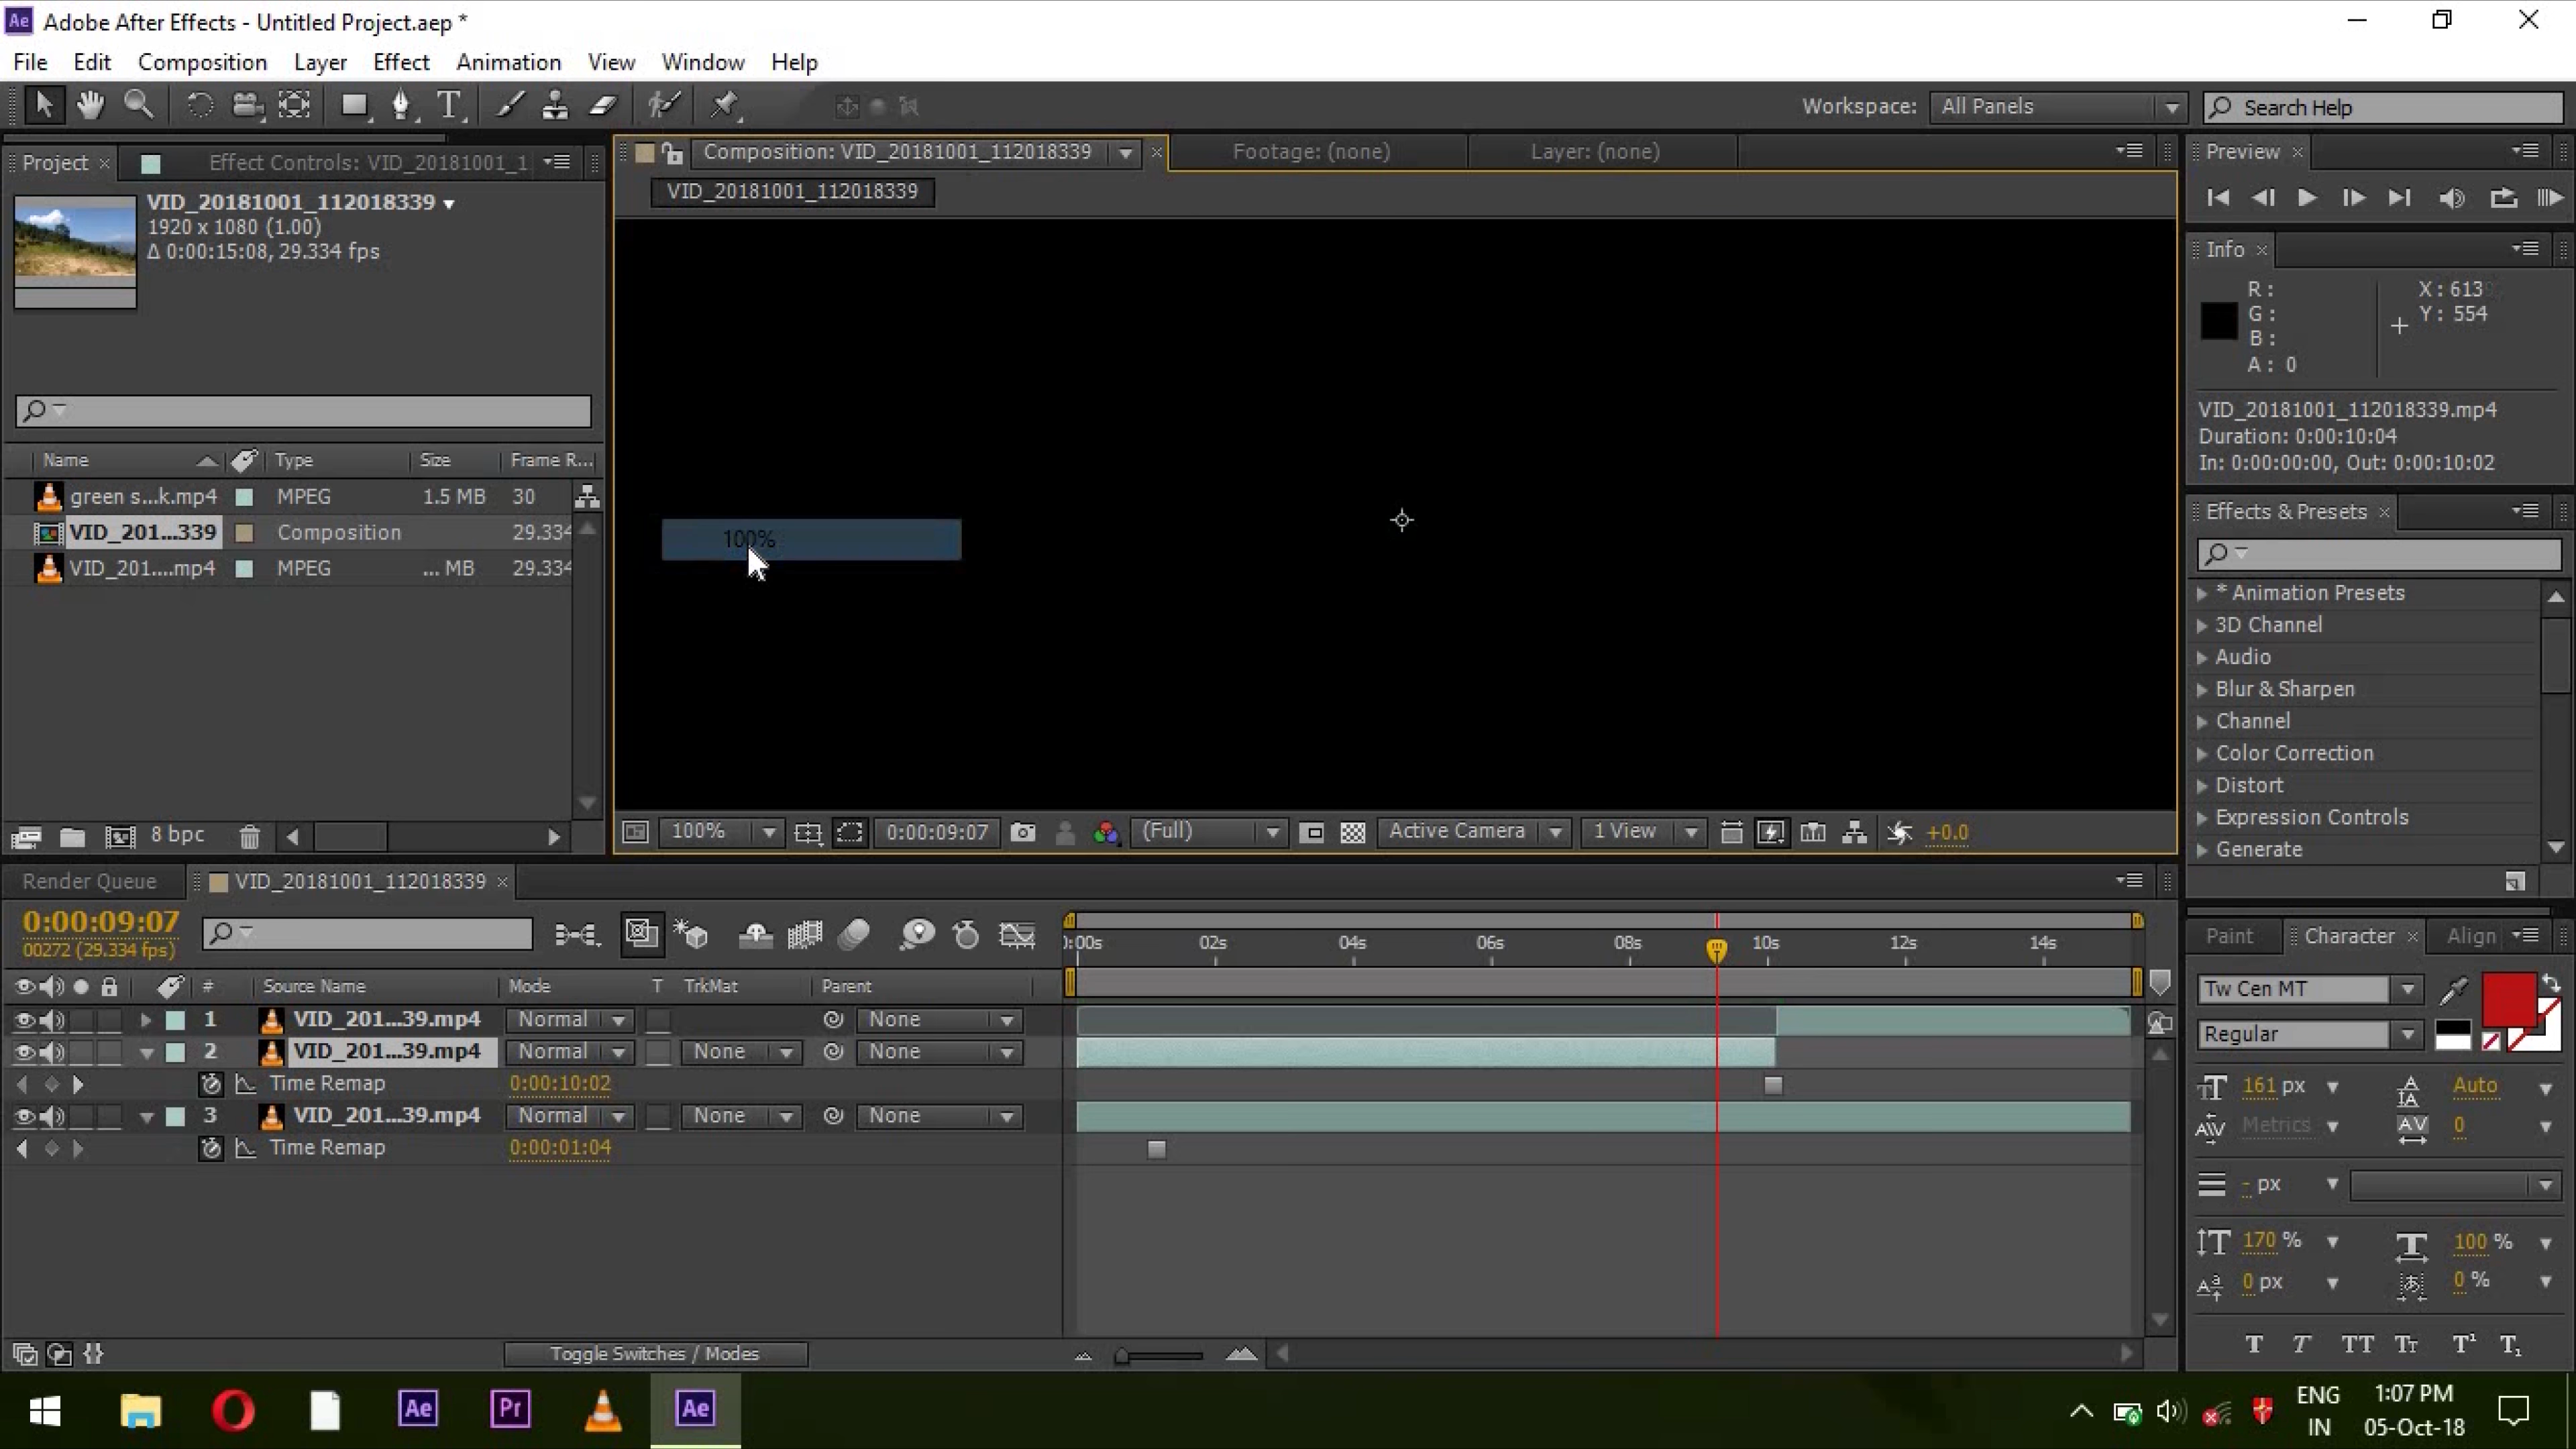 Ae Adobe After Effects - Untitled Project.aep *
File Edit Composition Layer Effect Animation View Window Help
Workspace: All Panels Search Help
Project × Effect Controls: VID_20181001_1
Composition: VID_20181001_112018339 × Footage: (none) Layer: (none)
Preview ×
VID_20181001_112018339
VID_20181001_112018339
1920 x 1080 (1.00)
Δ 0:00:15:08, 29.334 fps
Info ×
R :
G :
B :
A : 0
X : 613
Y : 554
VID_20181001_112018339.mp4
Duration: 0:00:10:04
In: 0:00:00:00, Out: 0:00:10:02
Name Type Size Frame R...
green s...k.mp4 MPEG 1.5 MB 30
VID_201...339 Composition 29.334
VID_201....mp4 MPEG ... MB 29.334
100%
Effects & Presets ×
* Animation Presets
3D Channel
Audio
Blur & Sharpen
Channel
Color Correction
Distort
Expression Controls
Generate
8 bpc
100% 0:00:09:07 (Full) Active Camera 1 View +0.0
Render Queue VID_20181001_112018339 ×
0:00:09:07
00272 (29.334 fps)
0:00s 02s 04s 06s 08s 10s 12s 14s
# Source Name Mode T TrkMat Parent
1 VID_201...39.mp4 Normal None
2 VID_201...39.mp4 Normal None None
Time Remap 0:00:10:02
3 VID_201...39.mp4 Normal None None
Time Remap 0:00:01:04
Toggle Switches / Modes
Paint Character × Align
Tw Cen MT
Regular
161 px Auto
Metrics 0
- px
170 % 100 %
0 px 0 %
T T TT Tт T¹ T₁
Ae Pr Ae
ENG
IN
1:07 PM
05-Oct-18